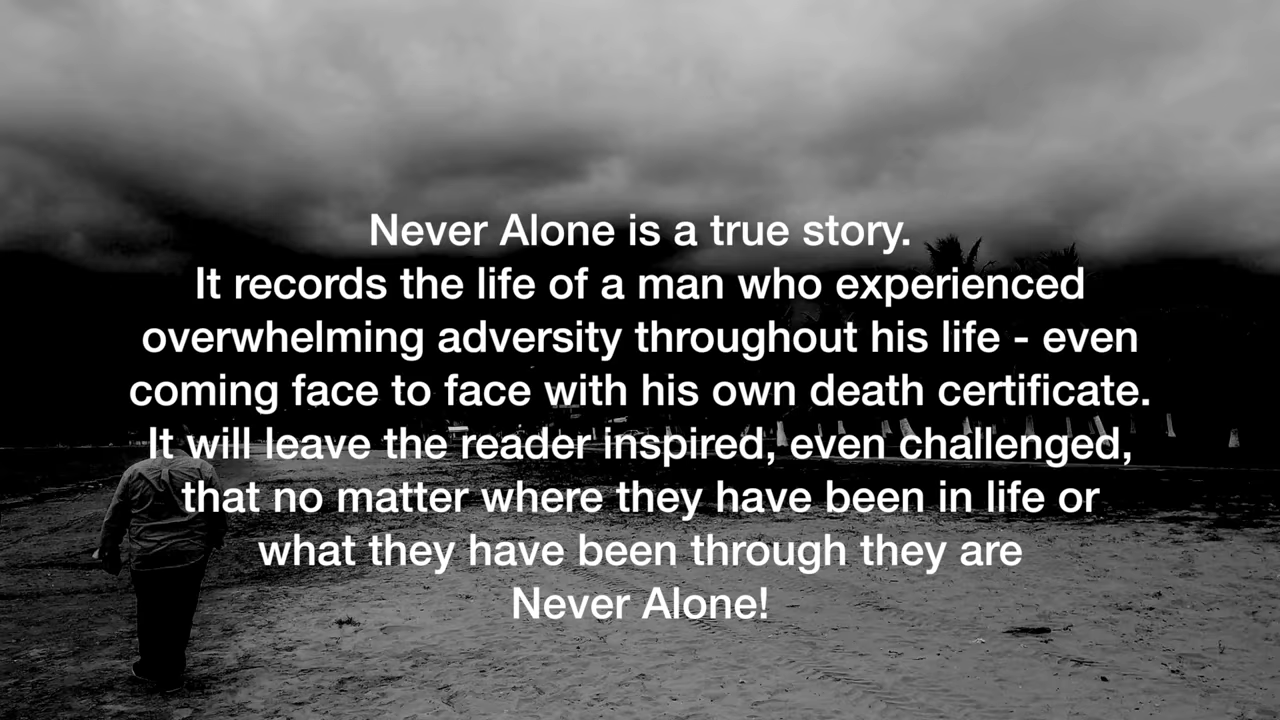 Never Alone is a true story.
It records the life of a man who experienced
overwhelming adversity throughout his life - even
coming face to face with his own death certificate.
It will leave the reader inspired, even challenged,
that no matter where they have been in life or
what they have been through they are
Never Alone!